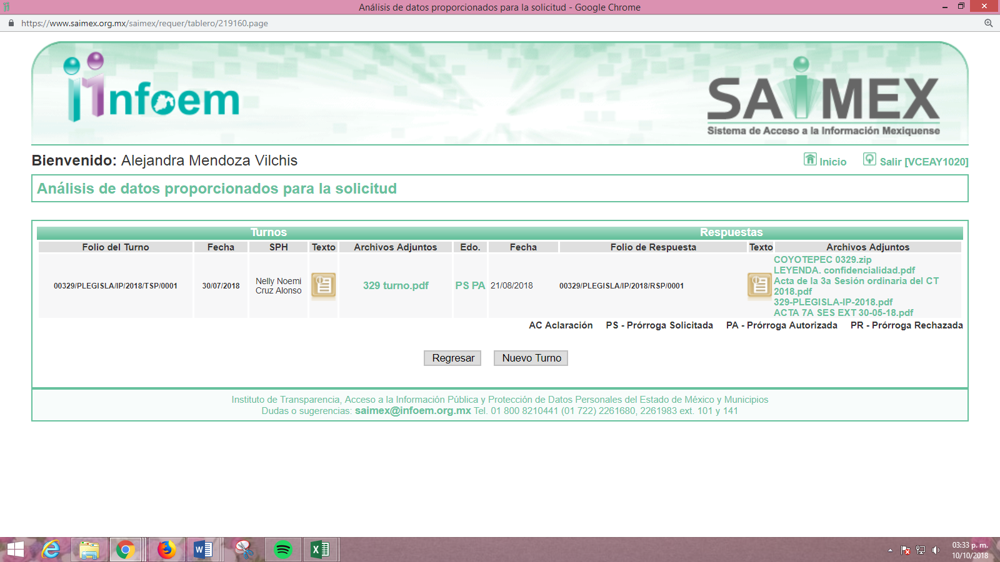 Análisis de datos proporcionados para la solicitud - Google Chrome
https://www.saimex.org.mx/saimex/requer/tablero/219160.page
infoem
SAIMEX
Sistema de Acceso a la Información Mexiquense
Bienvenido: Alejandra Mendoza Vilchis
Inicio
Salir [VCEAY1020]
Análisis de datos proporcionados para la solicitud
Turnos
Respuestas
Folio del Turno Fecha SPH Texto Archivos Adjuntos Edo. Fecha Folio de Respuesta Texto Archivos Adjuntos
00329/PLEGISLA/IP/2018/TSP/0001
30/07/2018
Nelly Noemi
Cruz Alonso
329 turno.pdf
PS PA
21/08/2018
00329/PLEGISLA/IP/2018/RSP/0001
COYOTEPEC 0329.zip
LEYENDA. confidencialidad.pdf
Acta de la 3a Sesión ordinaria del CT
2018.pdf
329-PLEGISLA-IP-2018.pdf
ACTA 7A SES EXT 30-05-18.pdf
AC Aclaración PS - Prórroga Solicitada PA - Prórroga Autorizada PR - Prórroga Rechazada
Regresar
Nuevo Turno
Instituto de Transparencia, Acceso a la Información Pública y Protección de Datos Personales del Estado de México y Municipios
Dudas o sugerencias: saimex@infoem.org.mx Tel. 01 800 8210441 (01 722) 2261680, 2261983 ext. 101 y 141
03:33 p. m.
10/10/2018